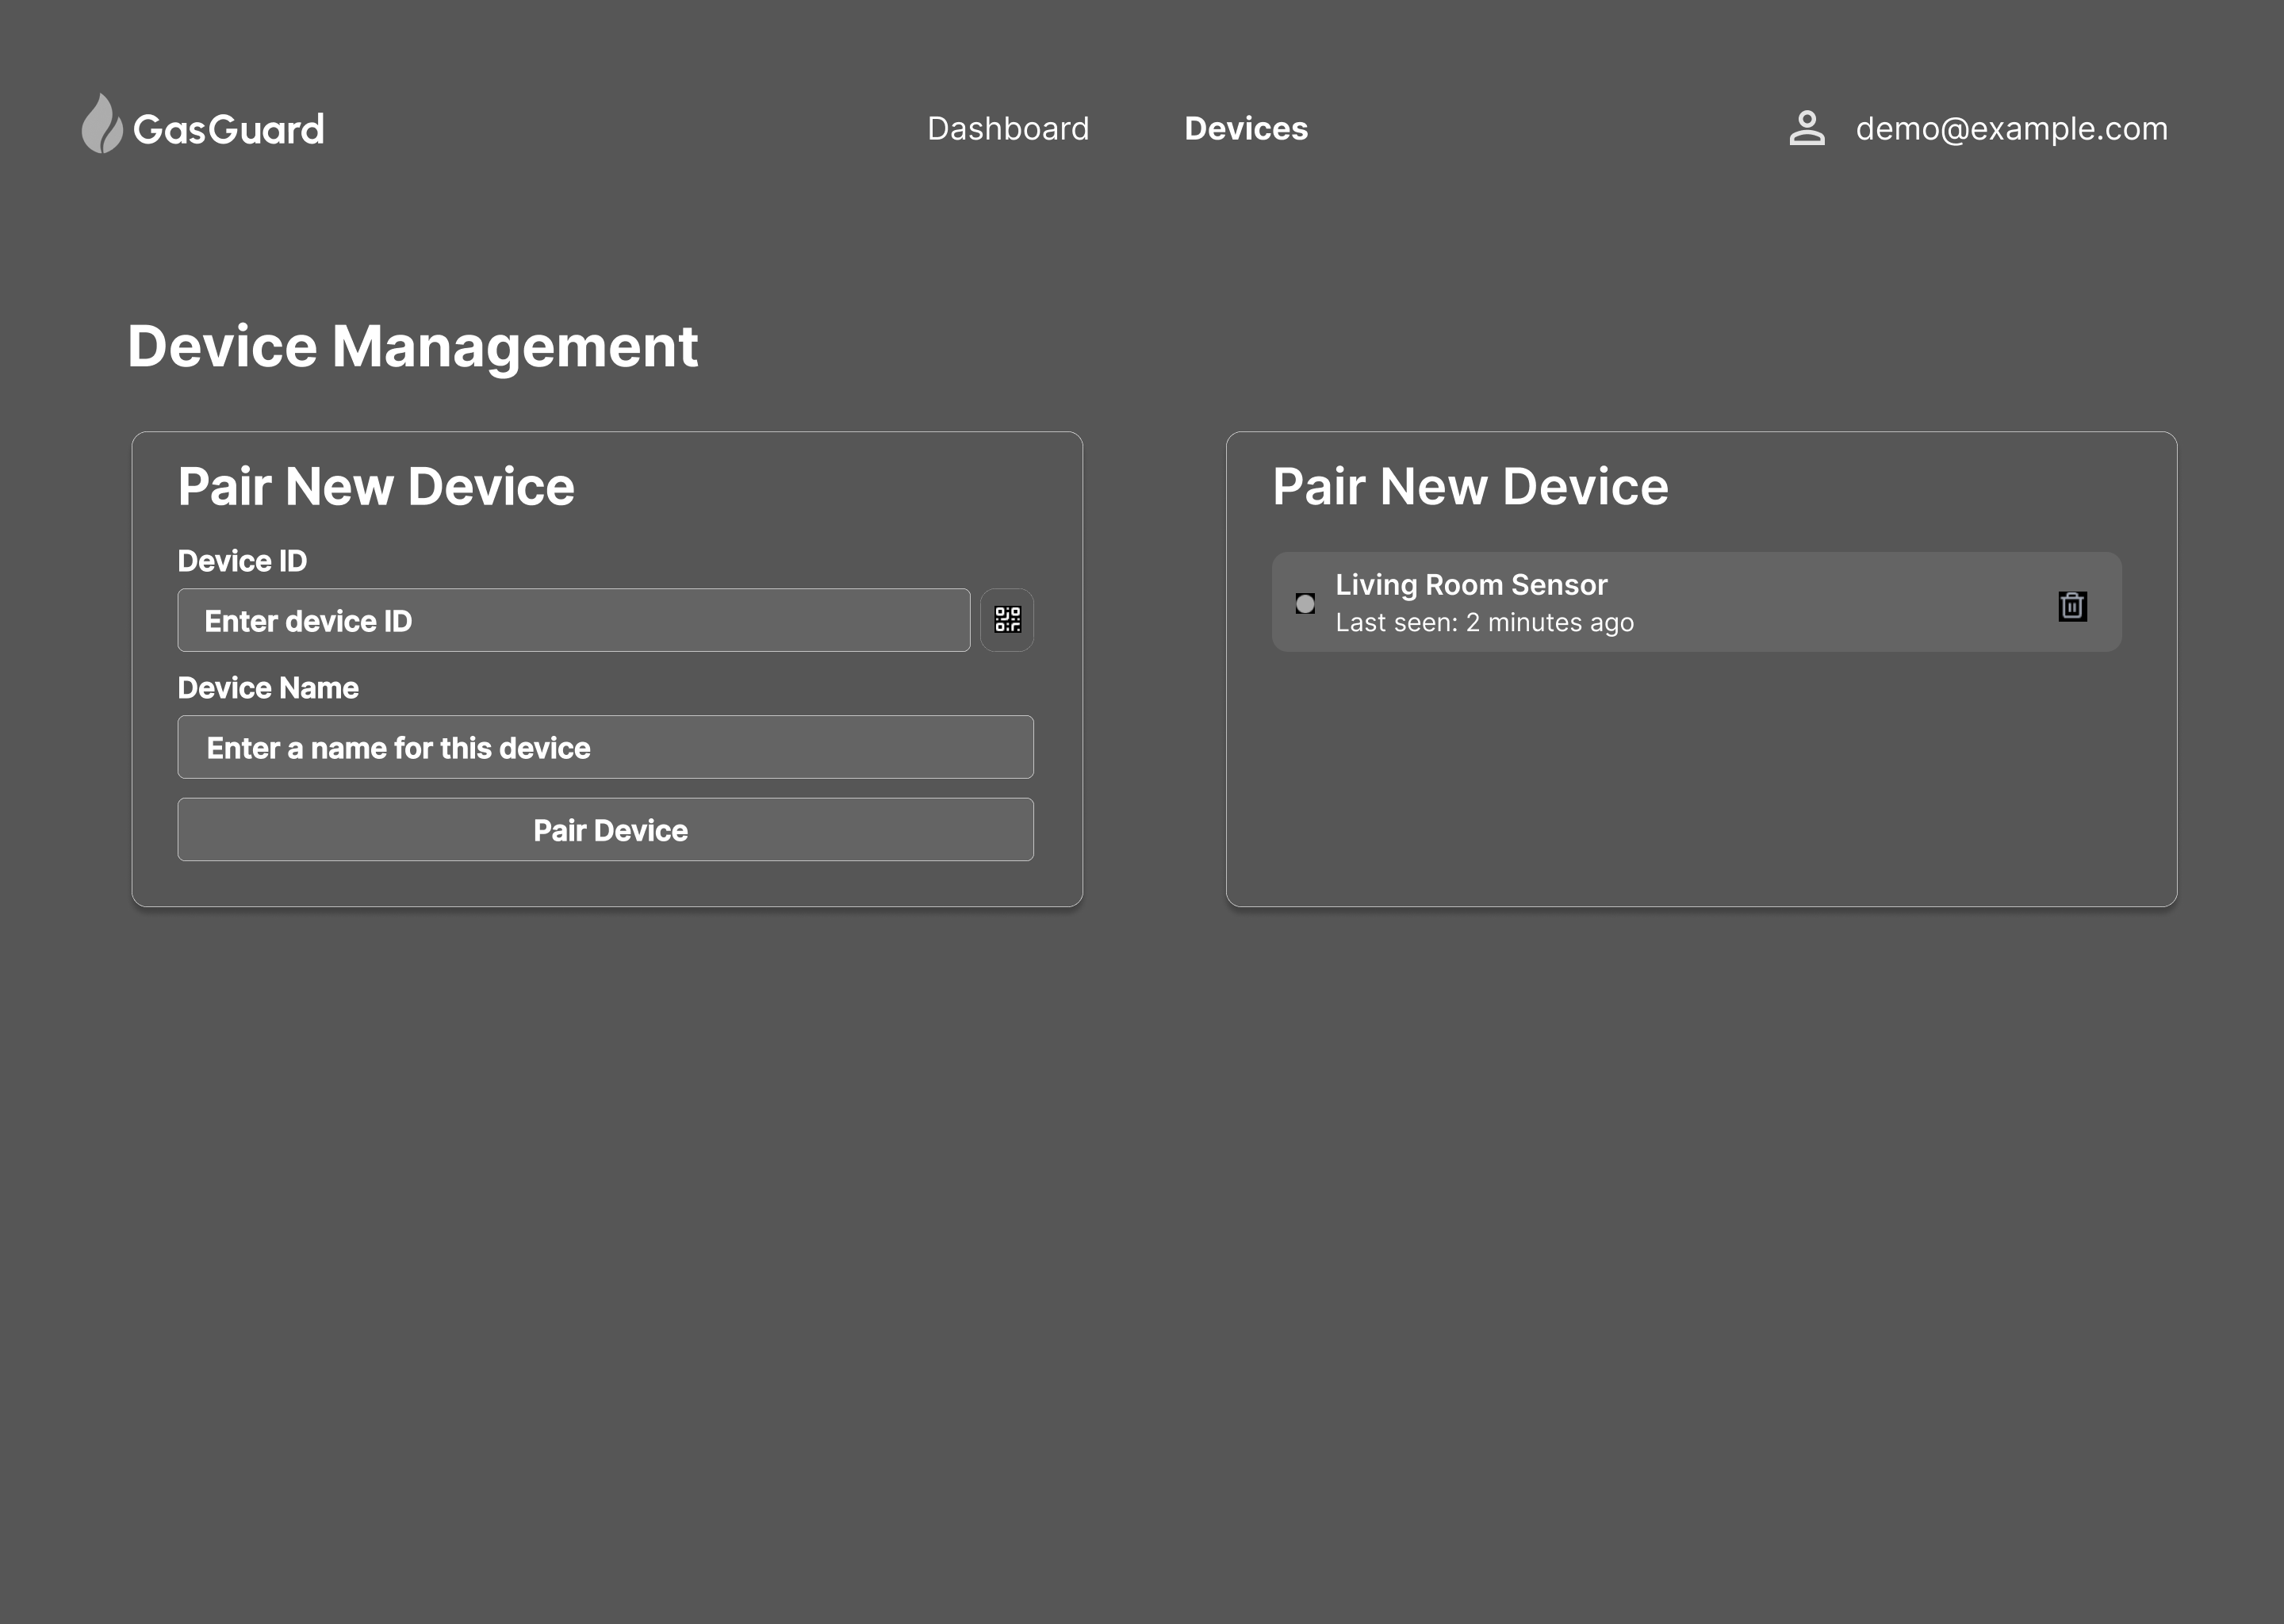 GasGuard
Dashboard
Devices
demo@example.com
Device Management
Pair New Device
Device ID
Enter device ID
Device Name
Enter a name for this device
Pair Device
Pair New Device
Living Room Sensor
Last seen: 2 minutes ago